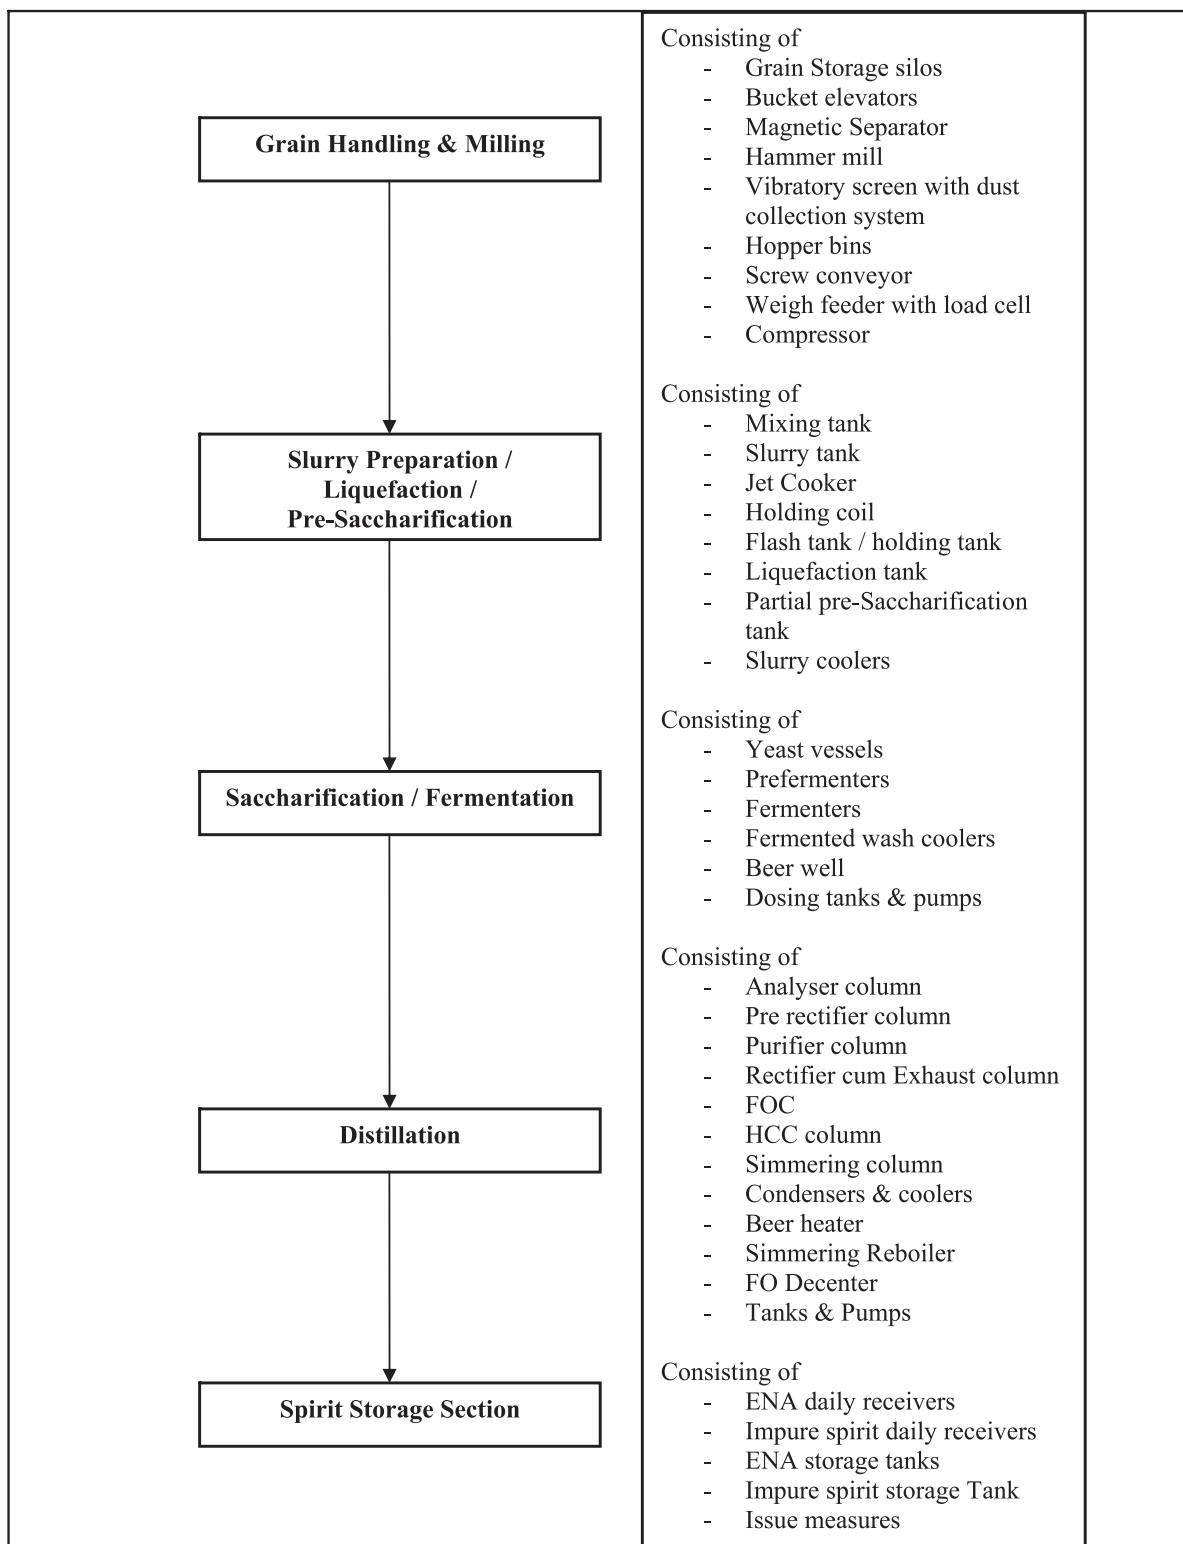 Grain Handling & Milling
Consisting of
- Grain Storage silos
- Bucket elevators
- Magnetic Separator
- Hammer mill
- Vibratory screen with dust
collection system
- Hopper bins
- Screw conveyor
- Weigh feeder with load cell
- Compressor
Slurry Preparation /
Liquefaction /
Pre-Saccharification
Consisting of
- Mixing tank
- Slurry tank
- Jet Cooker
- Holding coil
- Flash tank / holding tank
- Liquefaction tank
- Partial pre-Saccharification
tank
- Slurry coolers
Saccharification / Fermentation
Consisting of
- Yeast vessels
- Prefermenters
- Fermenters
- Fermented wash coolers
- Beer well
- Dosing tanks & pumps
Distillation
Consisting of
- Analyser column
- Pre rectifier column
- Purifier column
- Rectifier cum Exhaust column
- FOC
- HCC column
- Simmering column
- Condensers & coolers
- Beer heater
- Simmering Reboiler
- FO Decenter
- Tanks & Pumps
Spirit Storage Section
Consisting of
- ENA daily receivers
- Impure spirit daily receivers
- ENA storage tanks
- Impure spirit storage Tank
- Issue measures